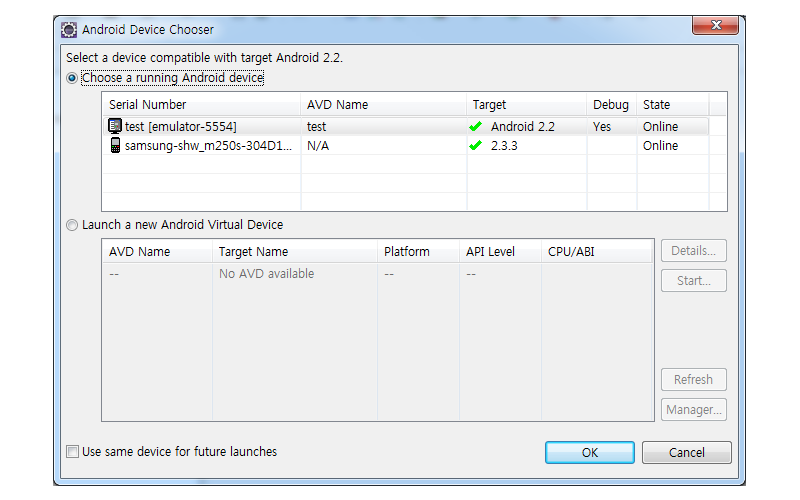 Android Device Chooser
Select a device compatible with target Android 2.2.
Choose a running Android device
Serial Number AVD Name Target Debug State
test [emulator-5554] test Android 2.2 Yes Online
samsung-shw_m250s-304D1... N/A 2.3.3 Online
Launch a new Android Virtual Device
AVD Name Target Name Platform API Level CPU/ABI Details...
-- No AVD available -- --
Start...
Refresh
Manager...
Use same device for future launches OK Cancel